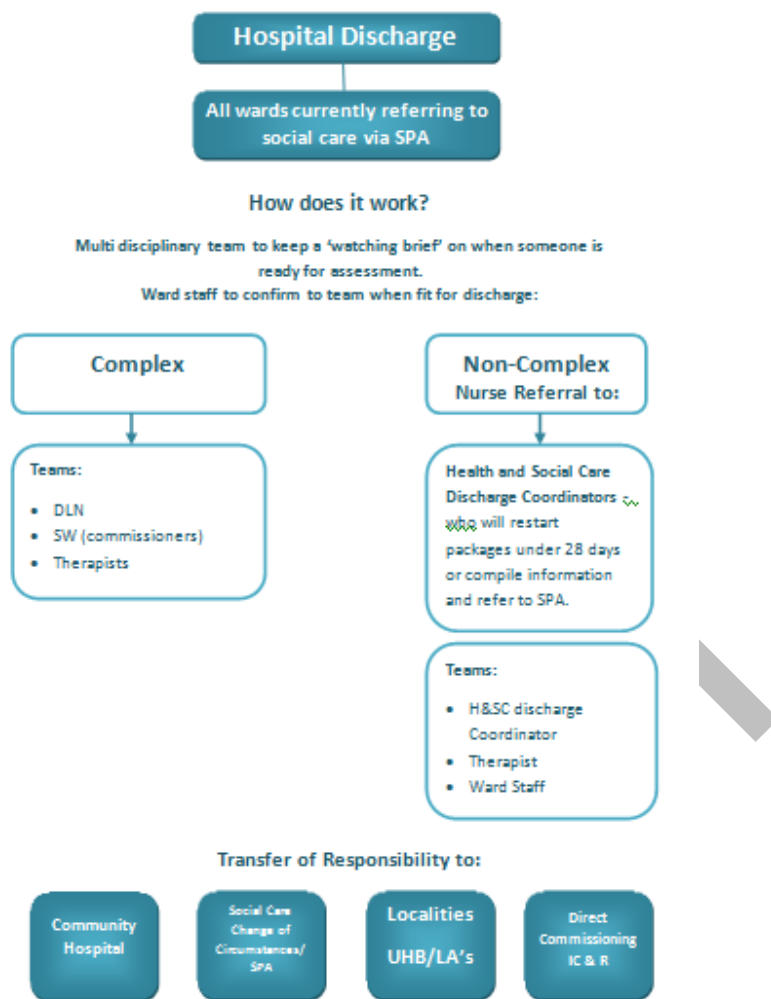 Hospital Discharge
All wards currently referring to
social care via SPA
How does it work?
Multi disciplinary team to keep a ‘watching brief’ on when someone is
ready for assessment.
Ward staff to confirm to team when fit for discharge:
Complex
Teams:
• DLN
• SW (commissioners)
• Therapists
Non-Complex
Nurse Referral to:
Health and Social Care
Discharge Coordinators -
who will restart
packages under 28 days
or compile information
and refer to SPA.
Teams:
• H&SC discharge
Coordinator
• Therapist
• Ward Staff
Transfer of Responsibility to:
Community
Hospital
Social Care
Change of
Circumstances/
SPA
Localities
UHB/LA’s
Direct
Commissioning
IC & R